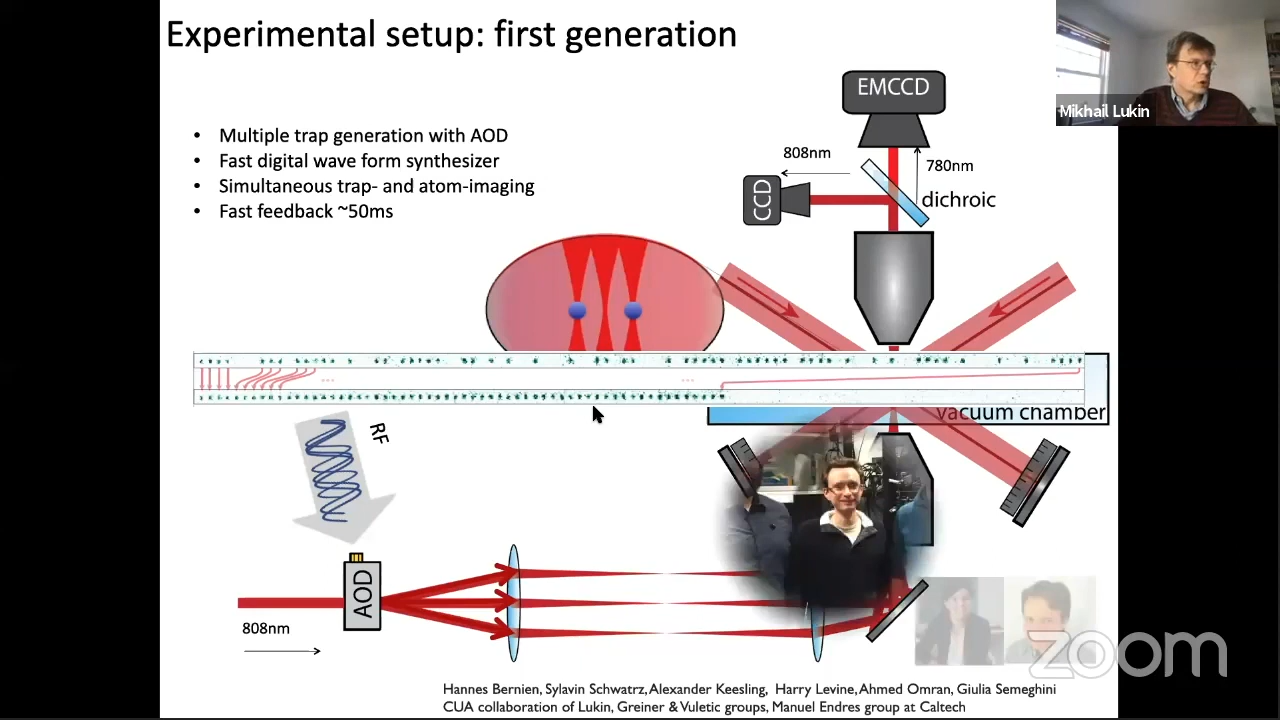 Experimental setup: first generation
Mikhail Lukin
• Multiple trap generation with AOD
• Fast digital wave form synthesizer
• Simultaneous trap- and atom-imaging
• Fast feedback ~50ms
EMCCD
808nm
780nm
CCD
dichroic
vacuum chamber
RF
AOD
808nm
zoom
Hannes Bernien, Sylavin Schwatrz, Alexander Keesling, Harry Levine, Ahmed Omran, Giulia Semeghini
CUA collaboration of Lukin, Greiner & Vuletic groups, Manuel Endres group at Caltech